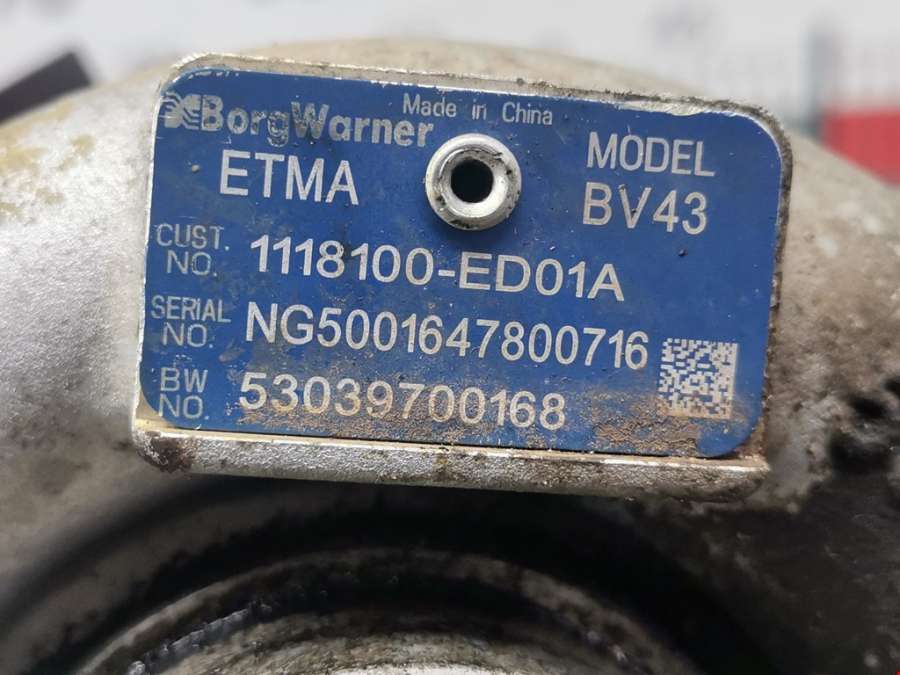 BorgWarner Made in China
ETMA
MODEL
BV43
CUST. NO. 1118100-ED01A
SERIAL NO. NG5001647800716
BW NO. 53039700168